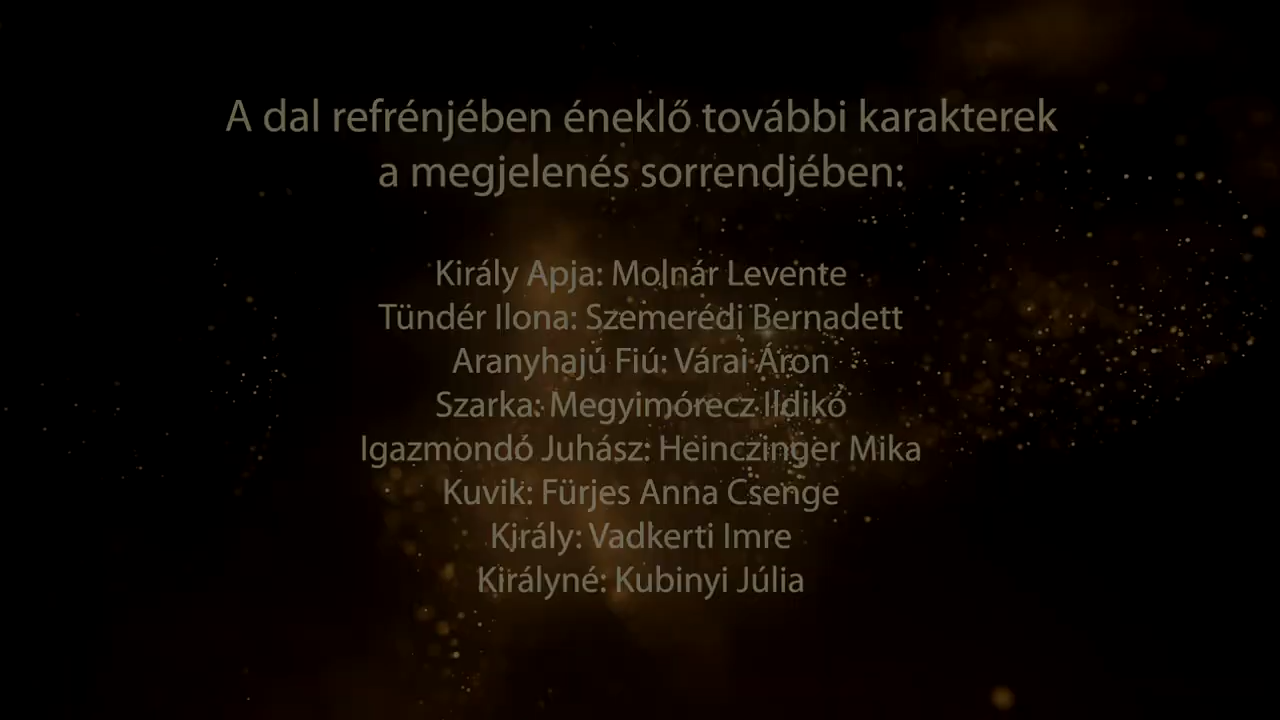 A dal refrénjében éneklő további karakterek
a megjelenés sorrendjében:
Király Apja: Molnár Levente
Tündér Ilona: Szemerédi Bernadett
Aranyhajú Fiú: Várai Áron
Szarka: Megyimórecz Ildikó
Igazmondó Juhász: Heinczinger Mika
Kuvik: Fürjes Anna Csenge
Király: Vadkerti Imre
Királyné: Kubinyi Júlia